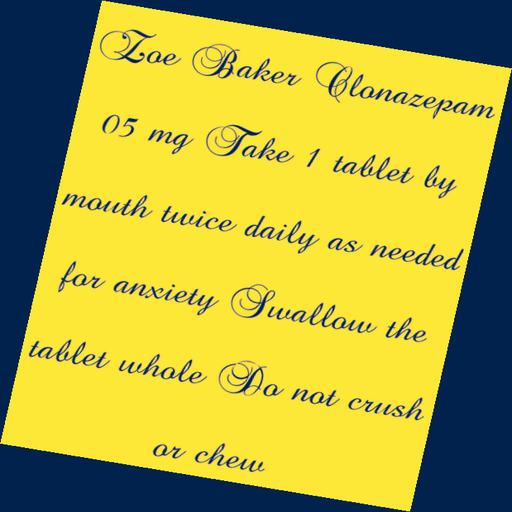 Zoe Baker Clonazepam
05 mg Take 1 tablet by
mouth twice daily as needed
for anxiety Swallow the
tablet whole Do not crush
or chew